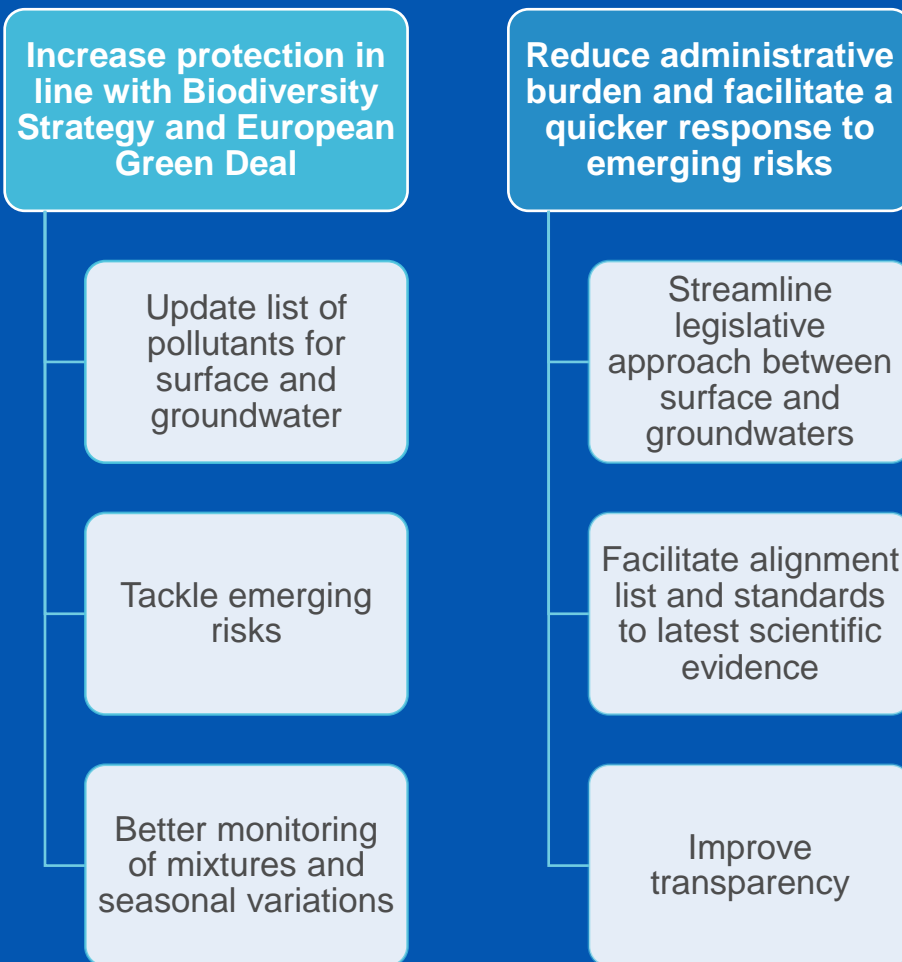 Increase protection in
line with Biodiversity
Strategy and European
Green Deal
Update list of
pollutants for
surface and
groundwater
Tackle emerging
risks
Better monitoring
of mixtures and
seasonal variations
Reduce administrative
burden and facilitate a
quicker response to
emerging risks
Streamline
legislative
approach between
surface and
groundwaters
Facilitate alignment
list and standards
to latest scientific
evidence
Improve
transparency